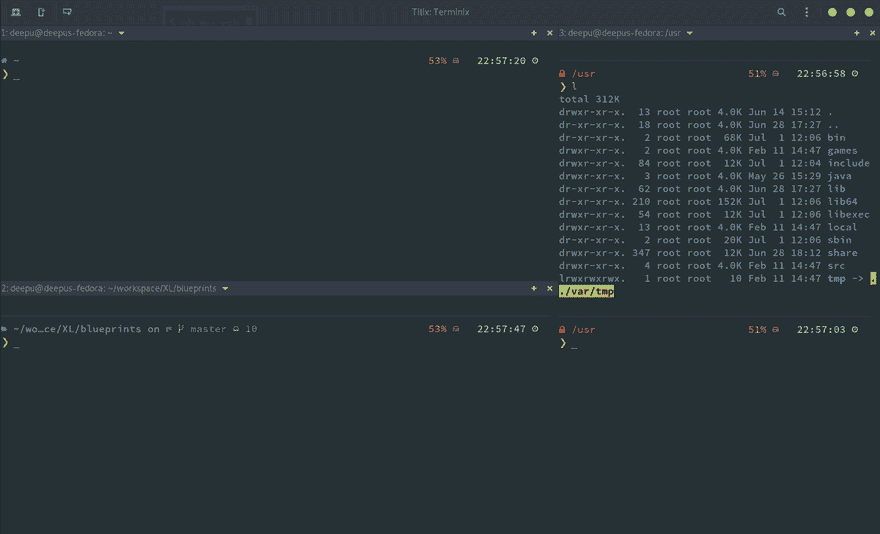 Tilix: Terminix
1: deepu@deepus-fedora: ~
~ 53% 22:57:20
❯ _
2: deepu@deepus-fedora: ~/workspace/XL/blueprints
~/wo…ce/XL/blueprints on master 10 53% 22:57:47
❯ _
3: deepu@deepus-fedora: /usr
/usr 51% 22:56:58
❯ l
total 312K
drwxr-xr-x. 13 root root 4.0K Jun 14 15:12 .
dr-xr-xr-x. 18 root root 4.0K Jun 28 17:27 ..
dr-xr-xr-x. 2 root root 68K Jul 1 12:06 bin
drwxr-xr-x. 2 root root 4.0K Feb 11 14:47 games
drwxr-xr-x. 84 root root 12K Jul 1 12:04 include
drwxr-xr-x. 3 root root 4.0K May 26 15:29 java
dr-xr-xr-x. 62 root root 4.0K Jun 28 17:27 lib
dr-xr-xr-x. 210 root root 152K Jul 1 12:06 lib64
drwxr-xr-x. 54 root root 12K Jul 1 12:06 libexec
drwxr-xr-x. 13 root root 4.0K Feb 11 14:47 local
dr-xr-xr-x. 2 root root 20K Jul 1 12:06 sbin
drwxr-xr-x. 347 root root 12K Jun 28 18:12 share
drwxr-xr-x. 4 root root 4.0K Feb 11 14:47 src
lrwxrwxrwx. 1 root root 10 Feb 11 14:47 tmp -> .
./var/tmp
/usr 51% 22:57:03
❯ _